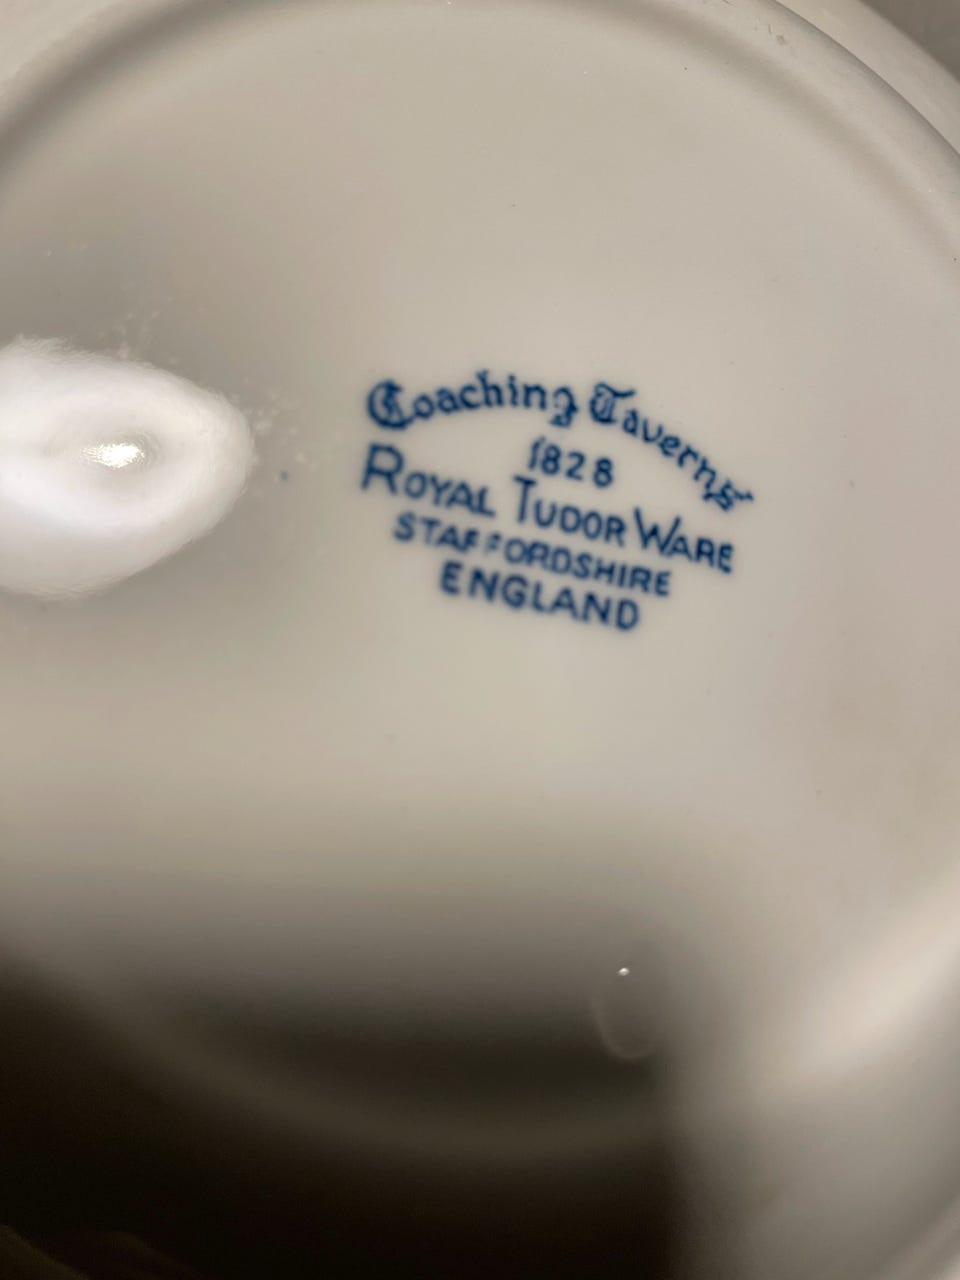 Coaching Taverns
1828
ROYAL TUDOR WARE
STAFFORDSHIRE
ENGLAND